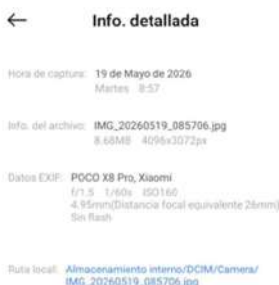 Info. detallada
Hora de captura: 19 de Mayo de 2026
Martes 8:57
Info. del archivo: IMG_20260519_085706.jpg
8.68MB 4096x3072px
Datos EXIF: POCO X8 Pro, Xiaomi
f/1.5 1/60s ISO160
4.95mm(Distancia focal equivalente 26mm)
Sin flash
Ruta local: Almacenamiento interno/DCIM/Camera/
IMG_20260519_085706.jpg